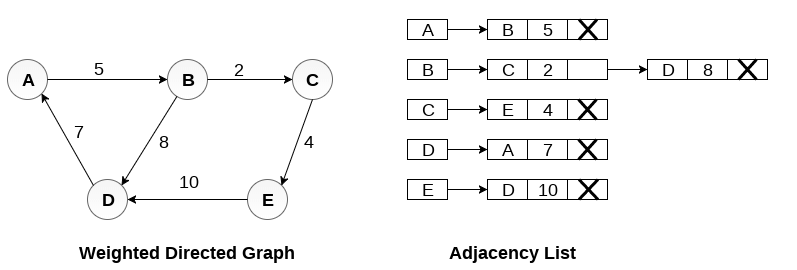 A 5 B 2 C
7 8 4
D 10 E
Weighted Directed Graph
A B 5 X
B C 2 D 8 X
C E 4 X
D A 7 X
E D 10 X
Adjacency List